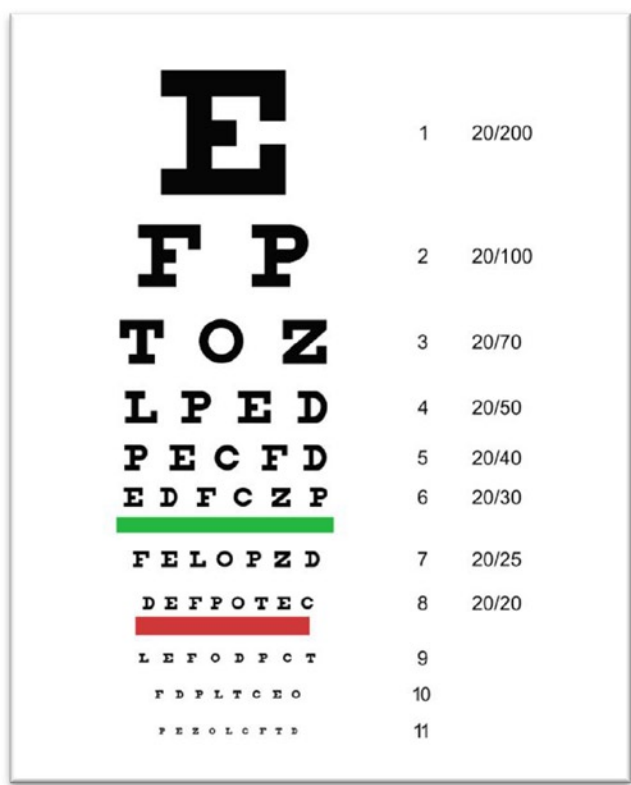 E 1 20/200
F P 2 20/100
T O Z 3 20/70
L P E D 4 20/50
P E C F D 5 20/40
E D F C Z P 6 20/30
F E L O P Z D 7 20/25
D E F P O T E C 8 20/20
L E F O D P C T 9
F D P L T C E O 10
P E Z O L C F T D 11